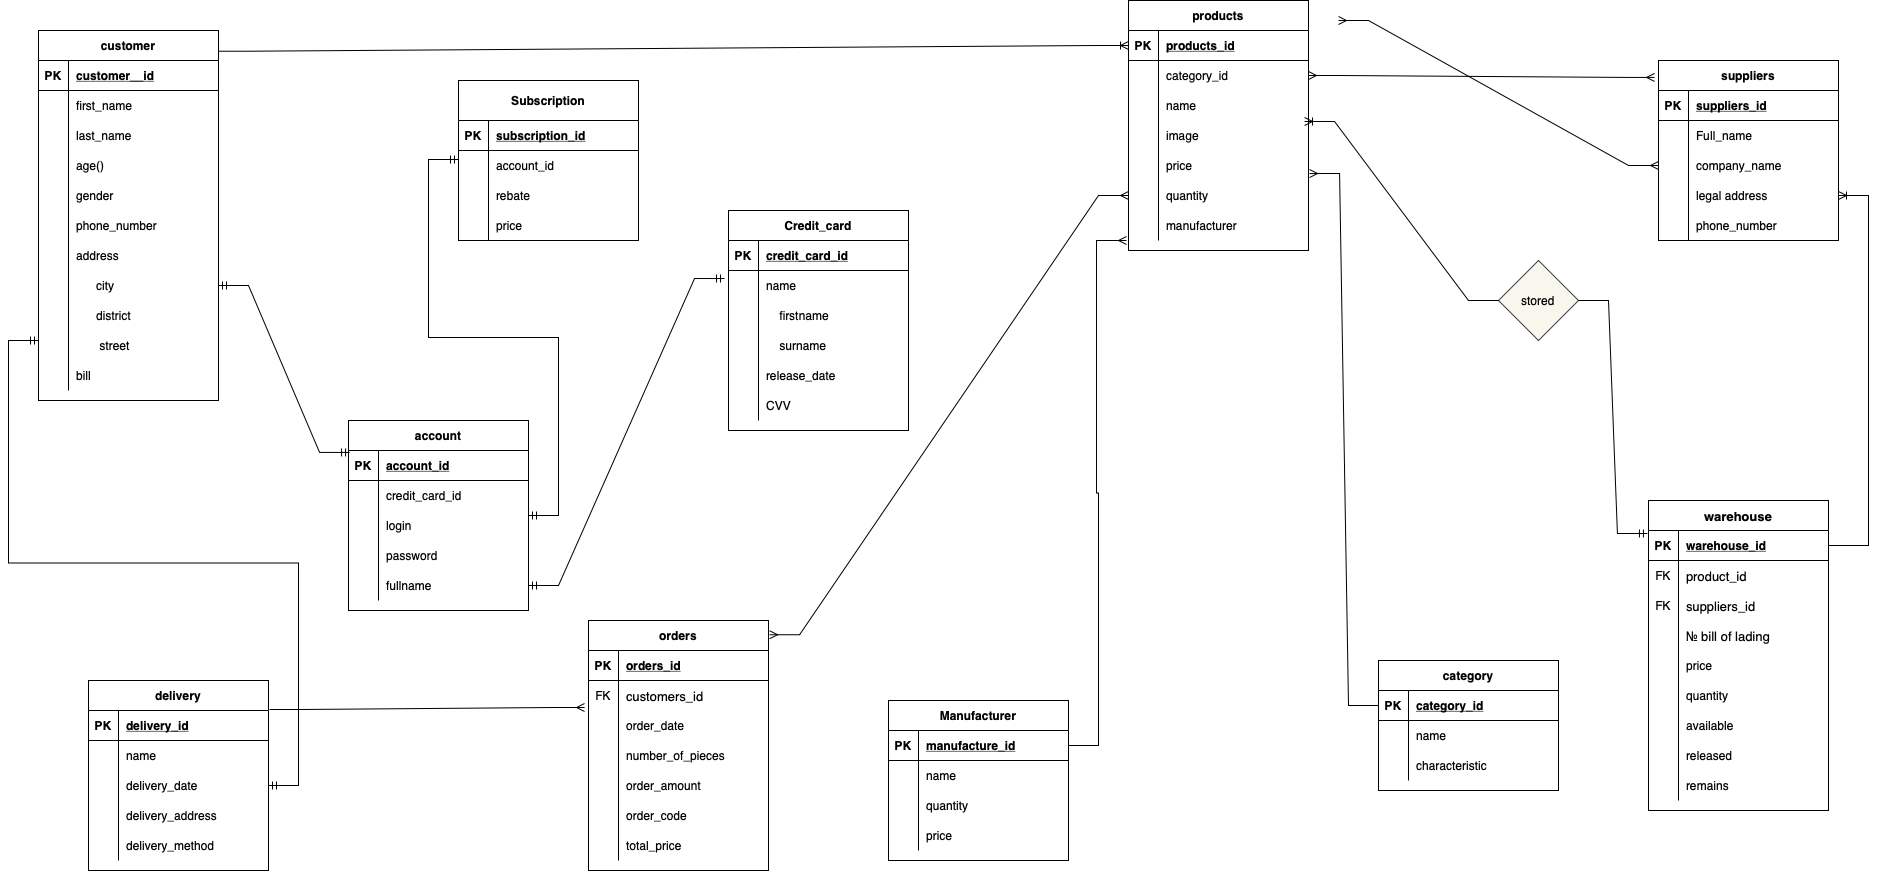 customer
PK customer__id
first_name
last_name
age()
gender
phone_number
address
city
district
street
bill
Subscription
PK subscription_id
account_id
rebate
price
Credit_card
PK credit_card_id
name
firstname
surname
release_date
CVV
account
PK account_id
credit_card_id
login
password
fullname
products
PK products_id
category_id
name
image
price
quantity
manufacturer
suppliers
PK suppliers_id
Full_name
company_name
legal address
phone_number
stored
delivery
PK delivery_id
name
delivery_date
delivery_address
delivery_method
orders
PK orders_id
FK customers_id
order_date
number_of_pieces
order_amount
order_code
total_price
Manufacturer
PK manufacture_id
name
quantity
price
category
PK category_id
name
characteristic
warehouse
PK warehouse_id
FK product_id
FK suppliers_id
№ bill of lading
price
quantity
available
released
remains